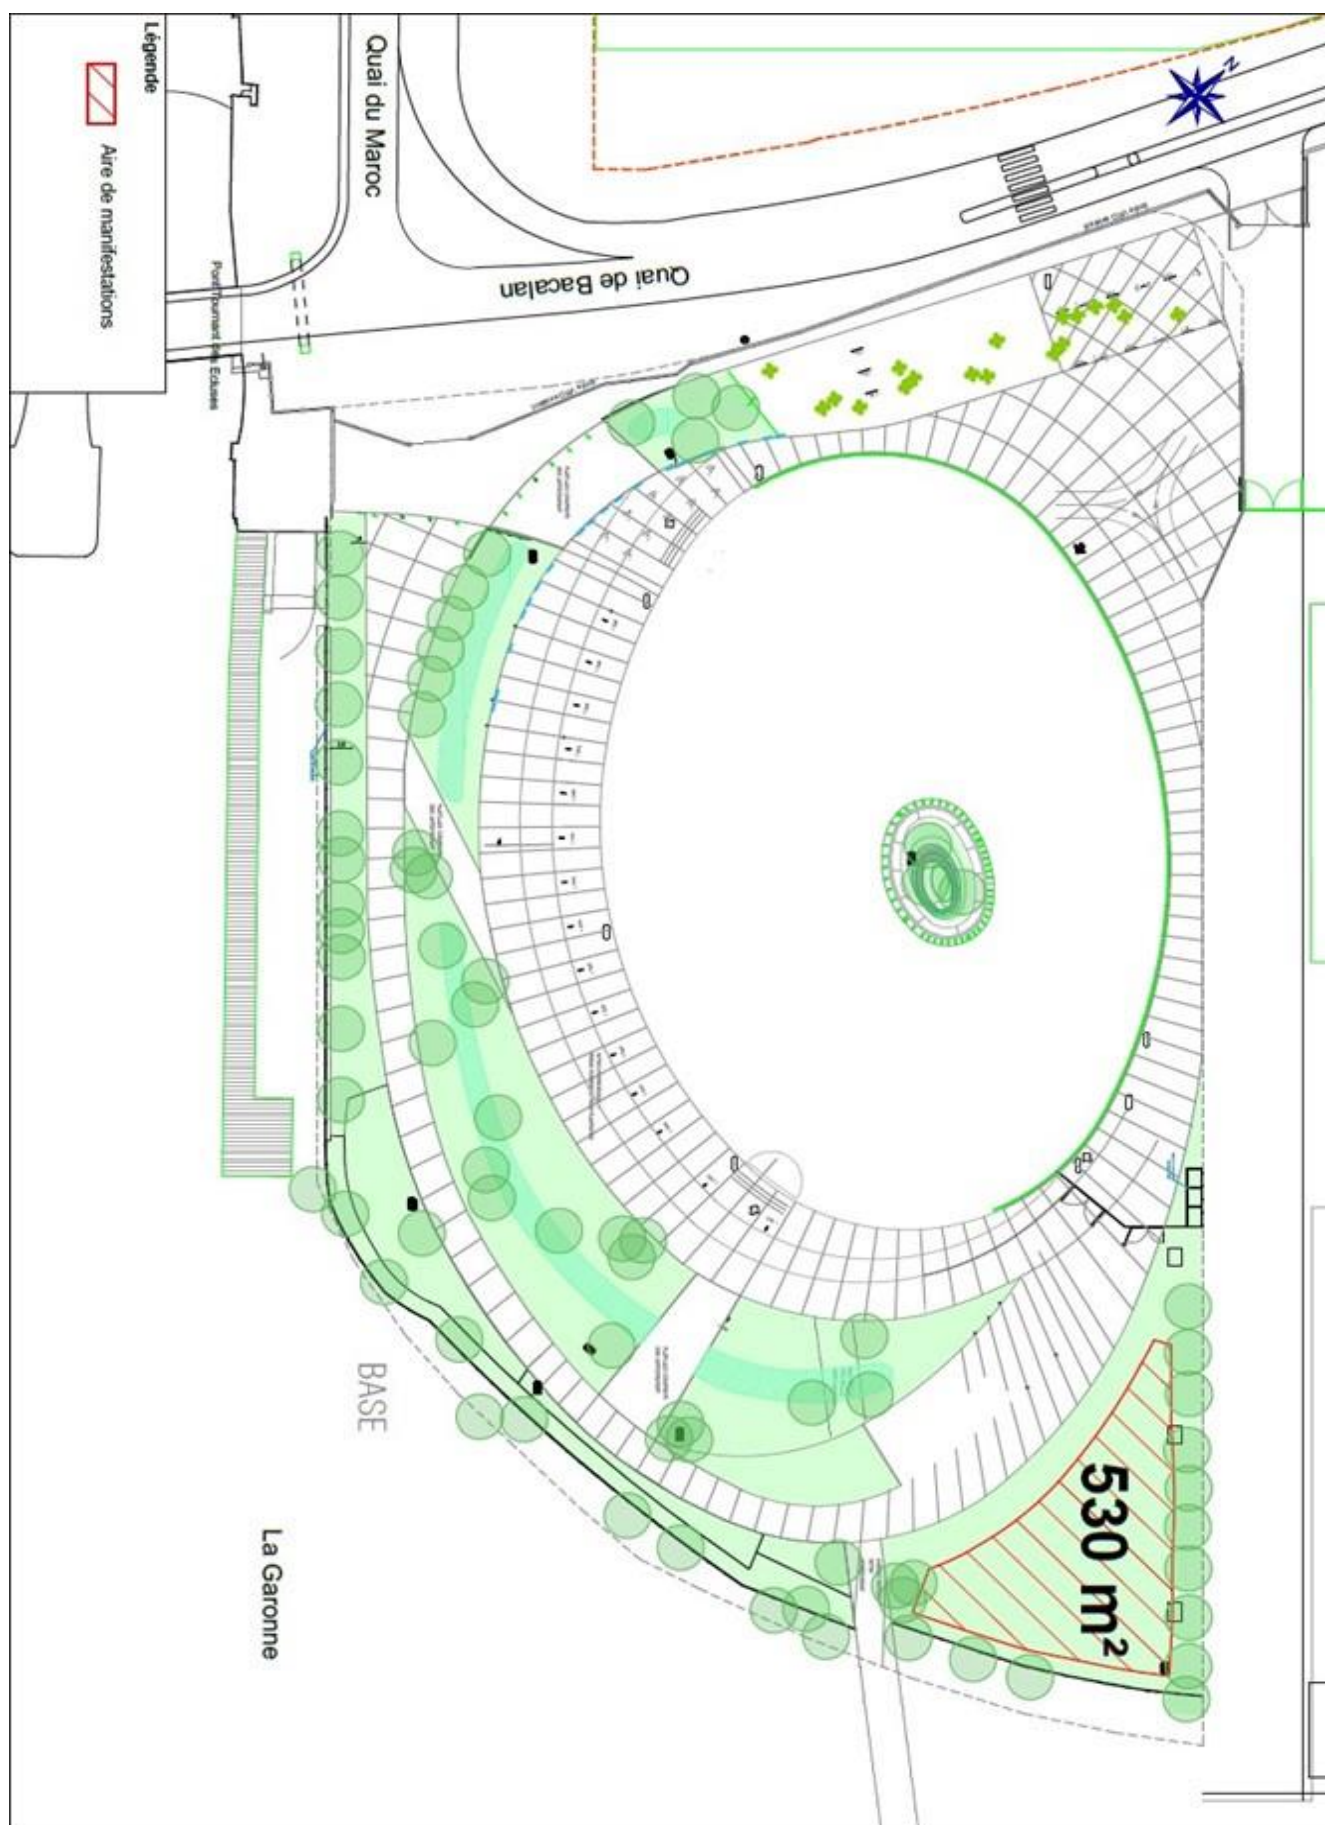 Légende
Aire de manifestations
Quai du Maroc
Quai de Bacalan
Pont Tournant des Ecluses
N
530 m²
BASE
La Garonne